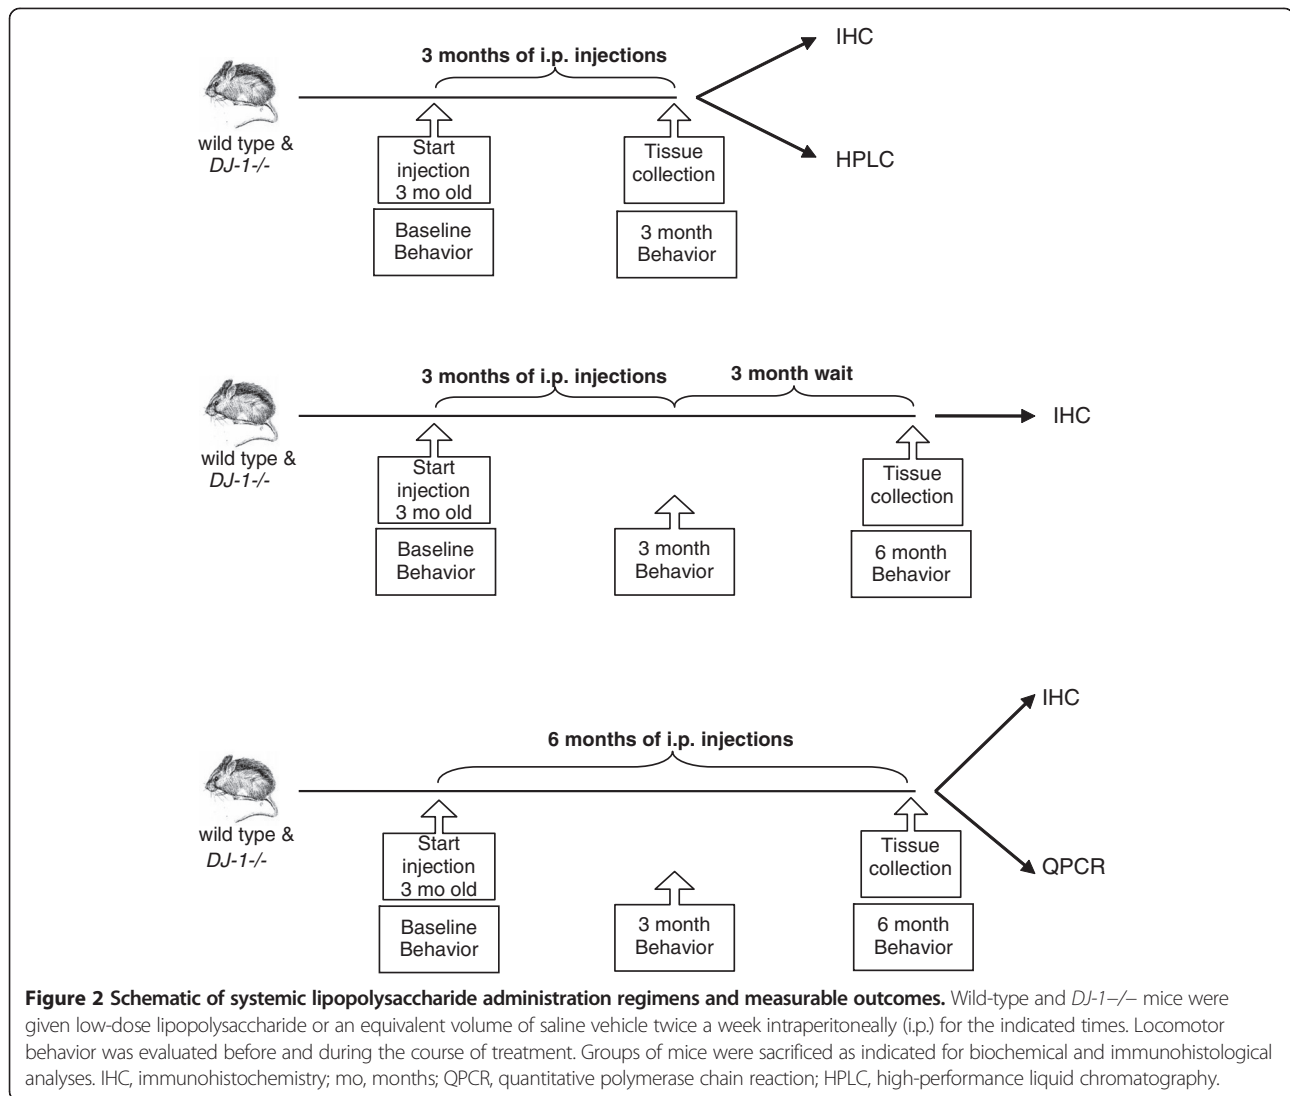 3 months of i.p. injections
IHC
HPLC
wild type &
DJ-1-/-
Start
injection
3 mo old
Baseline
Behavior
Tissue
collection
3 month
Behavior
3 months of i.p. injections
3 month wait
IHC
wild type &
DJ-1-/-
Start
injection
3 mo old
Baseline
Behavior
3 month
Behavior
Tissue
collection
6 month
Behavior
6 months of i.p. injections
IHC
QPCR
wild type &
DJ-1-/-
Start
injection
3 mo old
Baseline
Behavior
3 month
Behavior
Tissue
collection
6 month
Behavior
Figure 2 Schematic of systemic lipopolysaccharide administration regimens and measurable outcomes. Wild-type and DJ-1−/− mice were
given low-dose lipopolysaccharide or an equivalent volume of saline vehicle twice a week intraperitoneally (i.p.) for the indicated times. Locomotor
behavior was evaluated before and during the course of treatment. Groups of mice were sacrificed as indicated for biochemical and immunohistological
analyses. IHC, immunohistochemistry; mo, months; QPCR, quantitative polymerase chain reaction; HPLC, high-performance liquid chromatography.